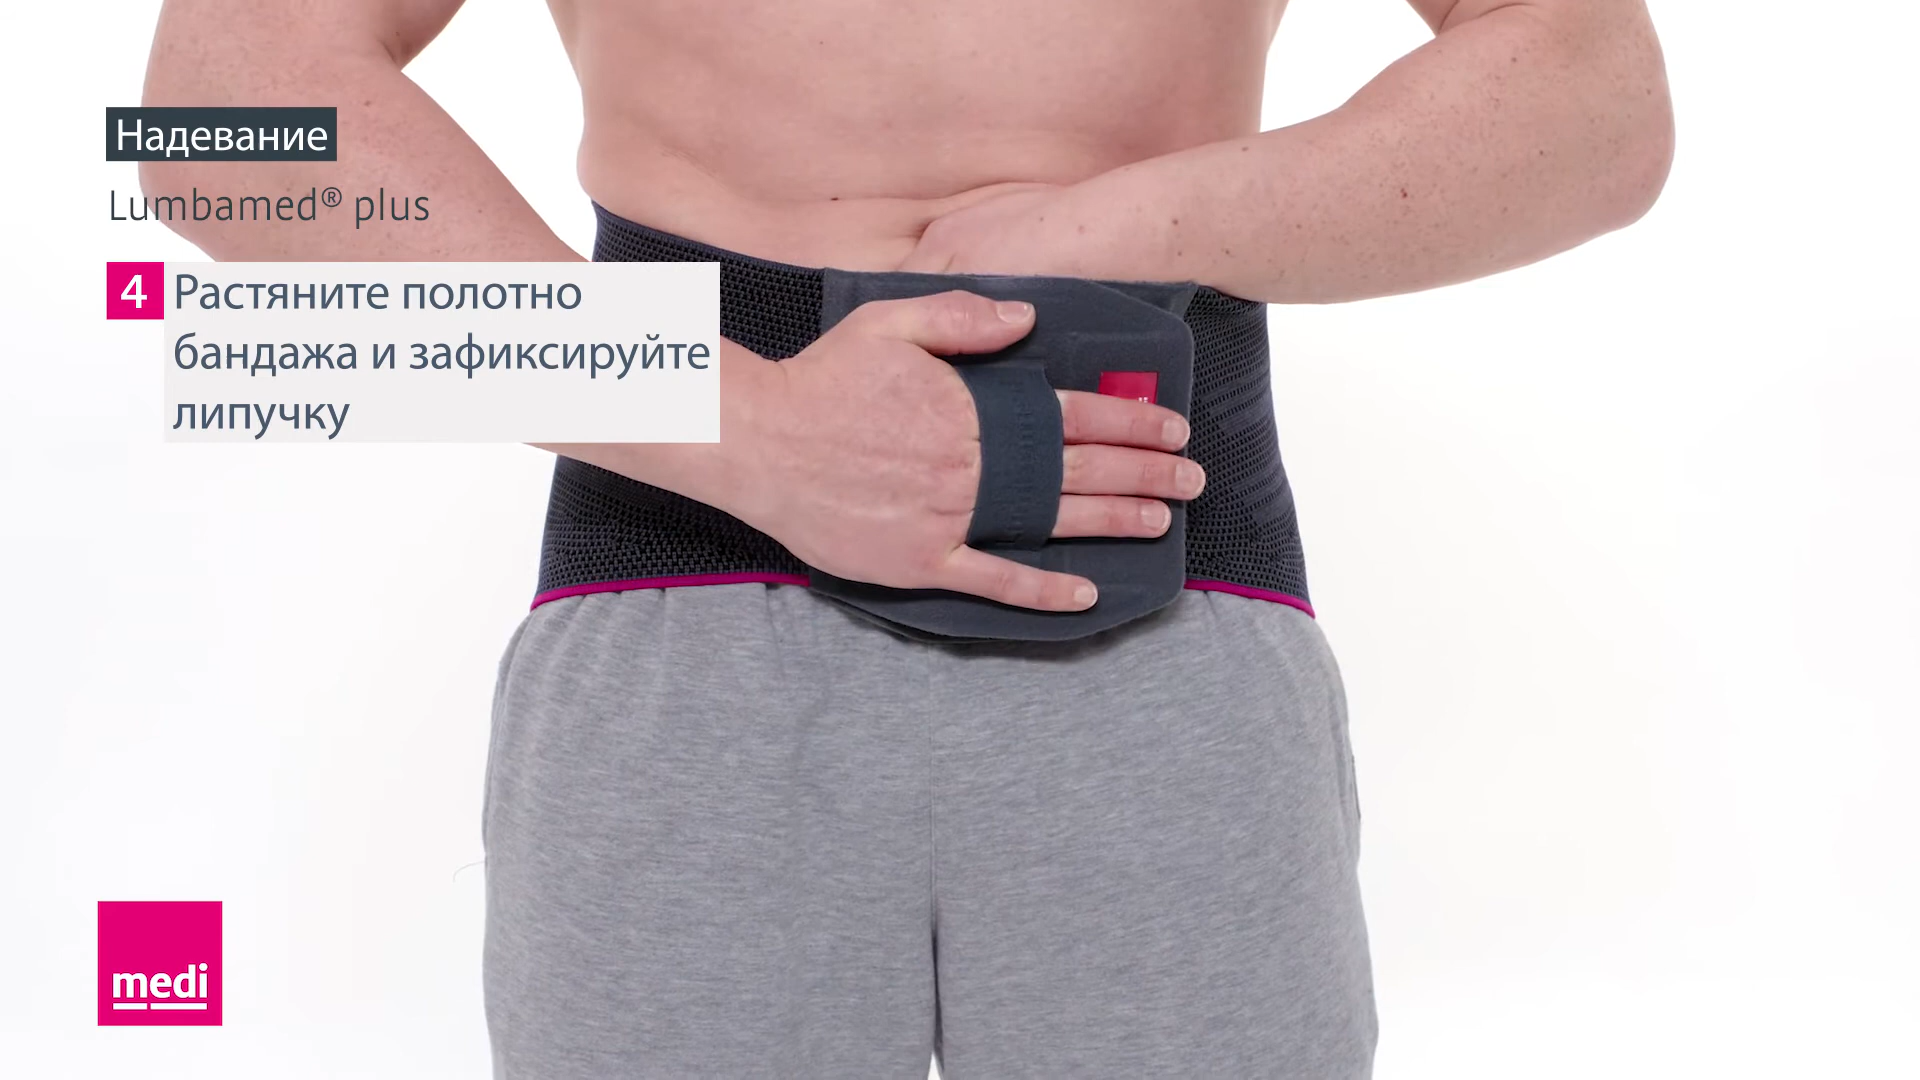 Надевание
Lumbamed® plus
4 Растяните полотно
бандажа и зафиксируйте
липучку
medi